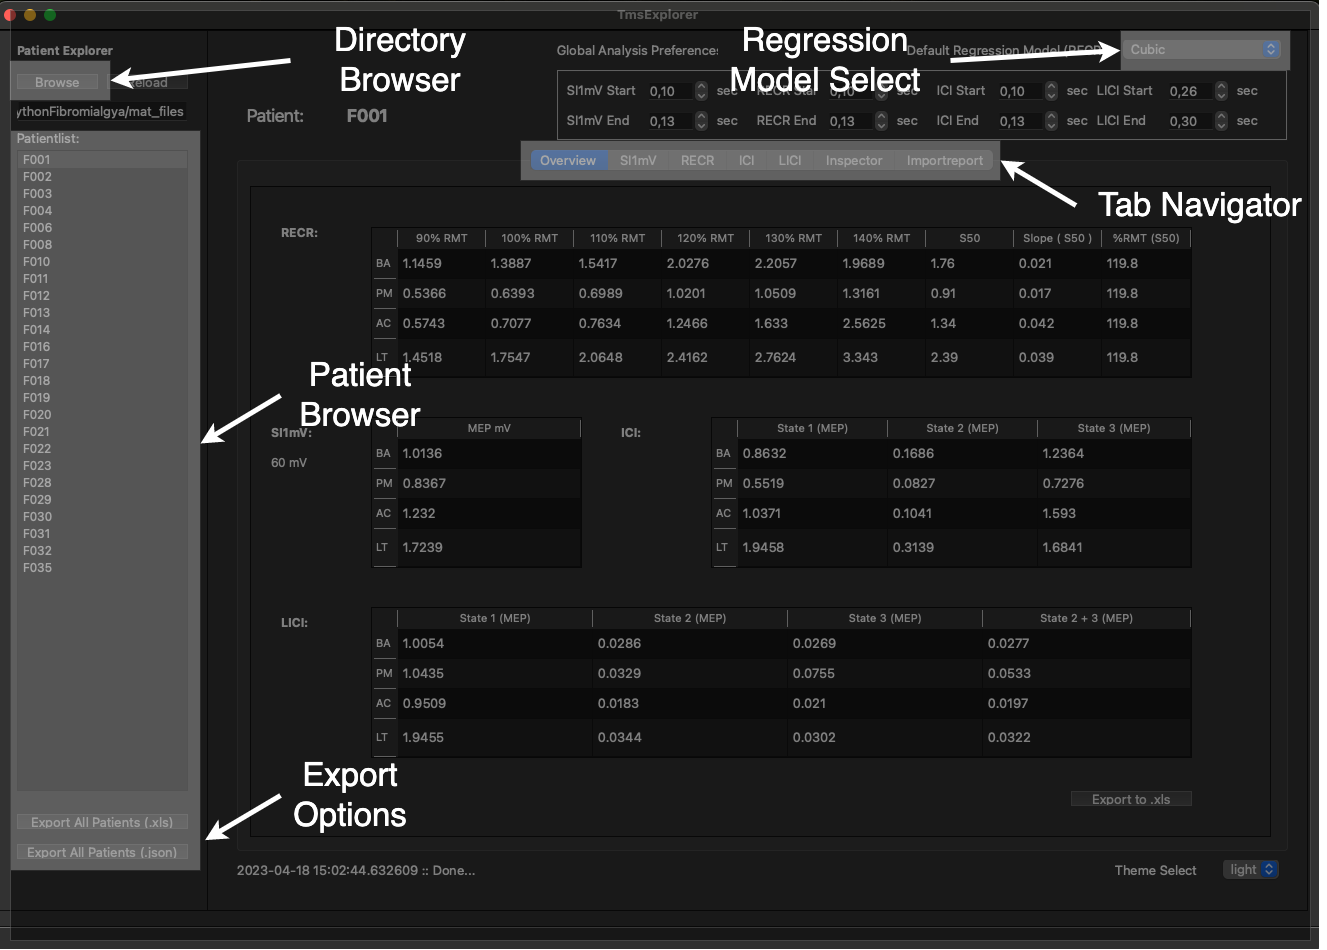 TmsExplorer
Patient Explorer
Directory
Browser
Browse
ythonFibromialgya/mat_files
Patientlist:
F001
F002
F003
F004
F006
F008
F010
F011
F012
F013
F014
F016
F017
F018
F019
F020
F021
F022
F023
F028
F029
F030
F031
F032
F035
Patient
Browser
Export
Options
Export All Patients (.xls)
Export All Patients (.json)
Patient: F001
Global Analysis Preferences
Regression
Model Select
Default Regression Model
Cubic
SI1mV Start 0,10 sec RECR 0,10 sec ICI Start 0,10 sec LICI Start 0,26 sec
SI1mV End 0,13 sec RECR End 0,13 sec ICI End 0,13 sec LICI End 0,30 sec
Overview SI1mV RECR ICI LICI Inspector Importreport
Tab Navigator
RECR:
90% RMT 100% RMT 110% RMT 120% RMT 130% RMT 140% RMT S50 Slope ( S50 ) %RMT (S50)
BA 1.1459 1.3887 1.5417 2.0276 2.2057 1.9689 1.76 0.021 119.8
PM 0.5366 0.6393 0.6989 1.0201 1.0509 1.3161 0.91 0.017 119.8
AC 0.5743 0.7077 0.7634 1.2466 1.633 2.5625 1.34 0.042 119.8
LT 1.4518 1.7547 2.0648 2.4162 2.7624 3.343 2.39 0.039 119.8
SI1mV:
60 mV
MEP mV
BA 1.0136
PM 0.8367
AC 1.232
LT 1.7239
ICI:
State 1 (MEP) State 2 (MEP) State 3 (MEP)
BA 0.8632 0.1686 1.2364
PM 0.5519 0.0827 0.7276
AC 1.0371 0.1041 1.593
LT 1.9458 0.3139 1.6841
LICI:
State 1 (MEP) State 2 (MEP) State 3 (MEP) State 2 + 3 (MEP)
BA 1.0054 0.0286 0.0269 0.0277
PM 1.0435 0.0329 0.0755 0.0533
AC 0.9509 0.0183 0.021 0.0197
LT 1.9455 0.0344 0.0302 0.0322
Export to .xls
2023-04-18 15:02:44.632609 :: Done...
Theme Select light